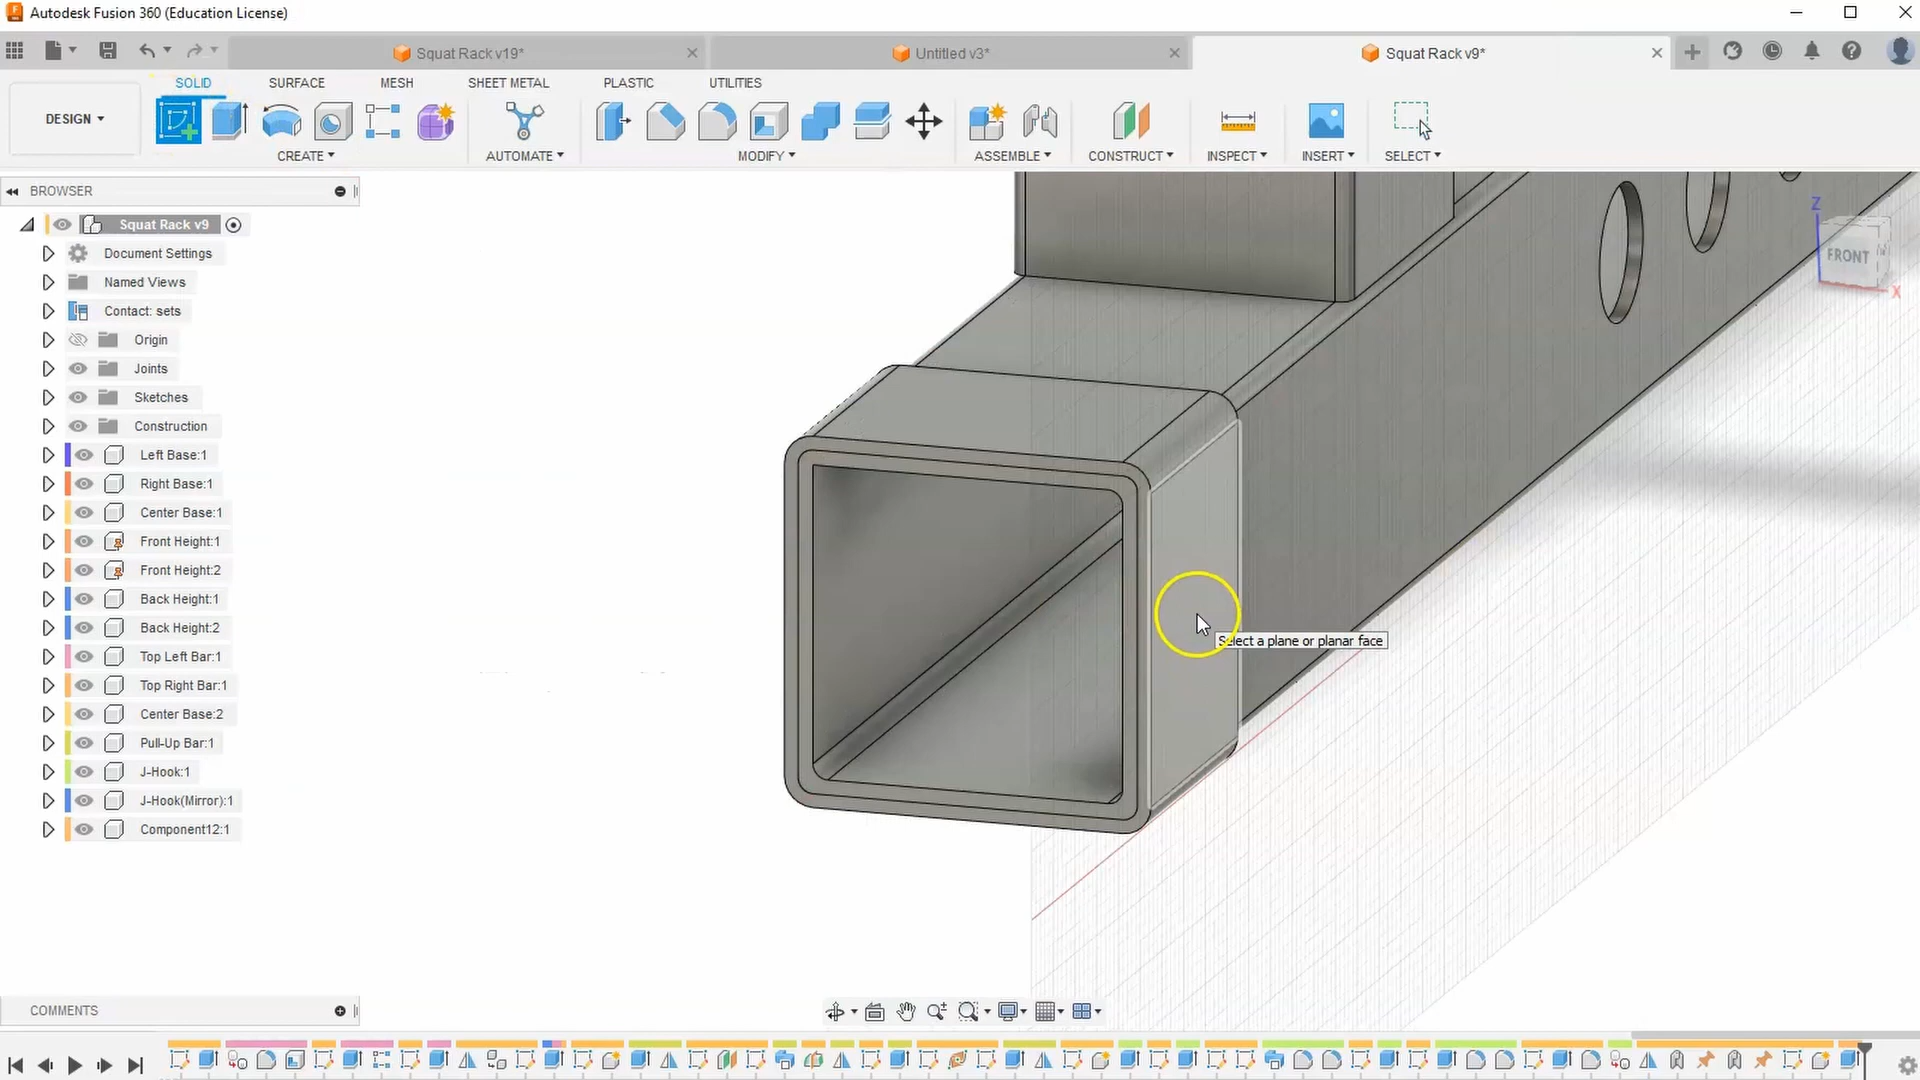 Autodesk Fusion 360 (Education License)
Squat Rack v19*
Untitled v3*
Squat Rack v9*
SOLID
SURFACE
MESH
SHEET METAL
PLASTIC
UTILITIES
DESIGN
CREATE
AUTOMATE
MODIFY
ASSEMBLE
CONSTRUCT
INSPECT
INSERT
SELECT
BROWSER
Squat Rack v9
Document Settings
Named Views
Contact: sets
Origin
Joints
Sketches
Construction
Left Base:1
Right Base:1
Center Base:1
Front Height:1
Front Height:2
Back Height:1
Back Height:2
Top Left Bar:1
Top Right Bar:1
Center Base:2
Pull-Up Bar:1
J-Hook:1
J-Hook(Mirror):1
Component12:1
Z
FRONT
X
Select a plane or planar face
COMMENTS